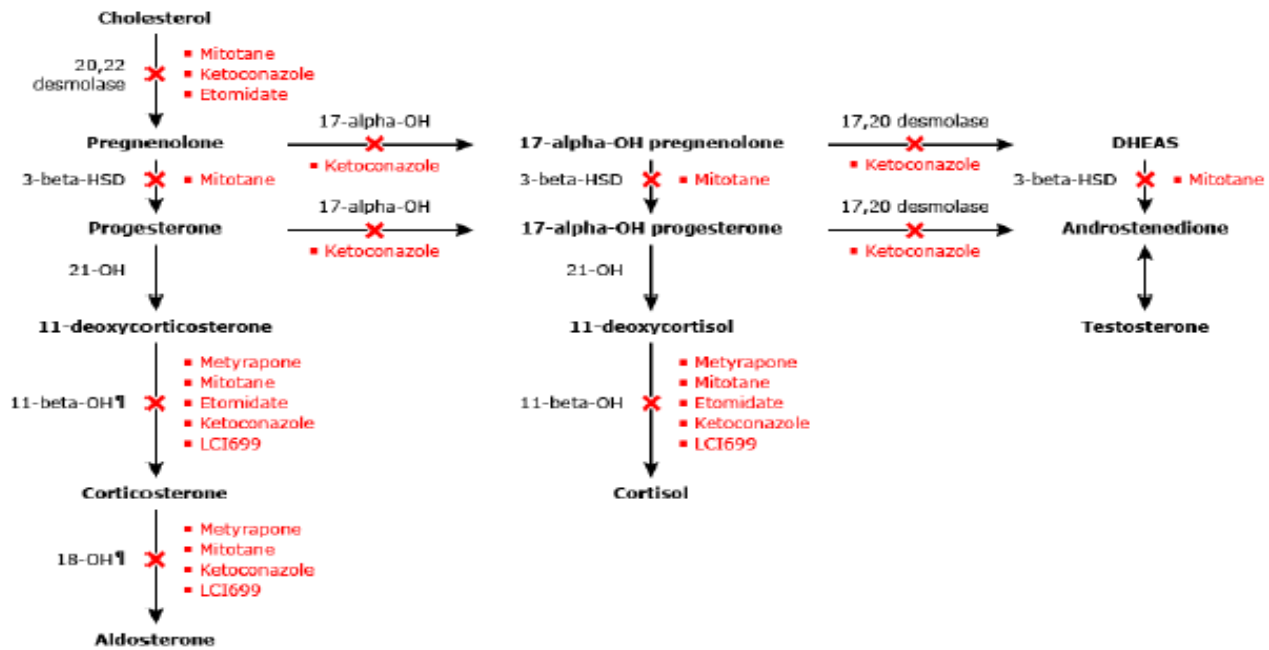 Cholesterol
20,22
desmolase
▪ Mitotane
▪ Ketoconazole
▪ Etomidate
17-alpha-OH
17,20 desmolase
Pregnenolone
17-alpha-OH pregnenolone
DHEAS
▪ Ketoconazole
▪ Ketoconazole
3-beta-HSD
▪ Mitotane
3-beta-HSD
▪ Mitotane
3-beta-HSD
▪ Mitotane
17-alpha-OH
17,20 desmolase
Progesterone
17-alpha-OH progesterone
Androstenedione
▪ Ketoconazole
▪ Ketoconazole
21-OH
21-OH
11-deoxycorticosterone
11-deoxycortisol
Testosterone
11-beta-OH¶
▪ Metyrapone
▪ Mitotane
▪ Etomidate
▪ Ketoconazole
▪ LCI699
11-beta-OH
▪ Metyrapone
▪ Mitotane
▪ Etomidate
▪ Ketoconazole
▪ LCI699
Corticosterone
Cortisol
18-OH¶
▪ Metyrapone
▪ Mitotane
▪ Ketoconazole
▪ LCI699
Aldosterone